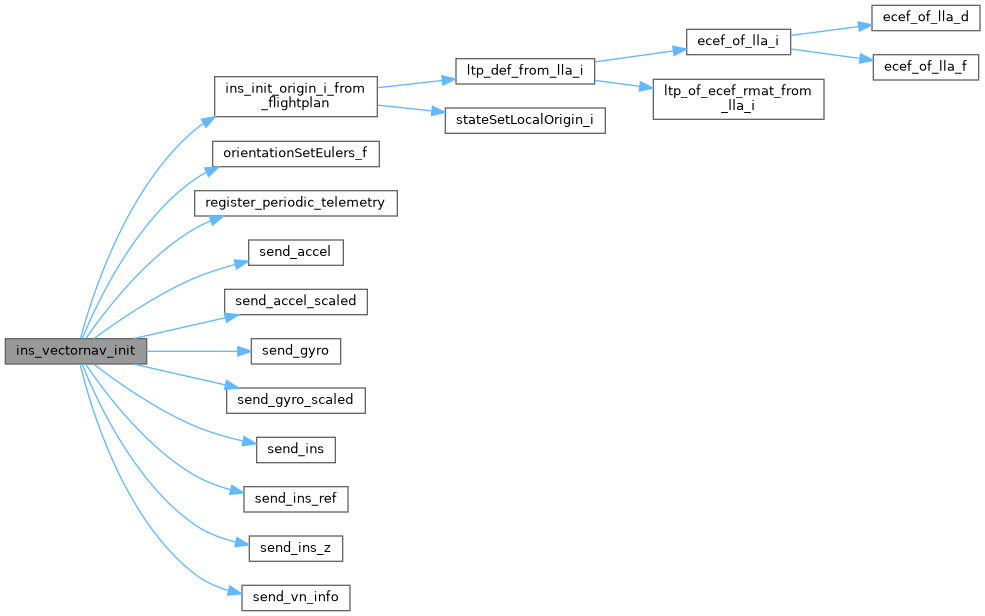 ecef_of_lla_d
ecef_of_lla_i
ecef_of_lla_f
ltp_def_from_lla_i
ins_init_origin_i_from
_flightplan
ltp_of_ecef_rmat_from
_lla_i
stateSetLocalOrigin_i
orientationSetEulers_f
register_periodic_telemetry
send_accel
send_accel_scaled
ins_vectornav_init
send_gyro
send_gyro_scaled
send_ins
send_ins_ref
send_ins_z
send_vn_info